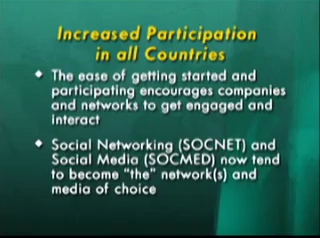 Increased Participation
in all Countries
◆ The ease of getting started and
participating encourages companies
and networks to get engaged and
interact
◆ Social Networking (SOCNET) and
Social Media (SOCMED) now tend
to become "the" network(s) and
media of choice